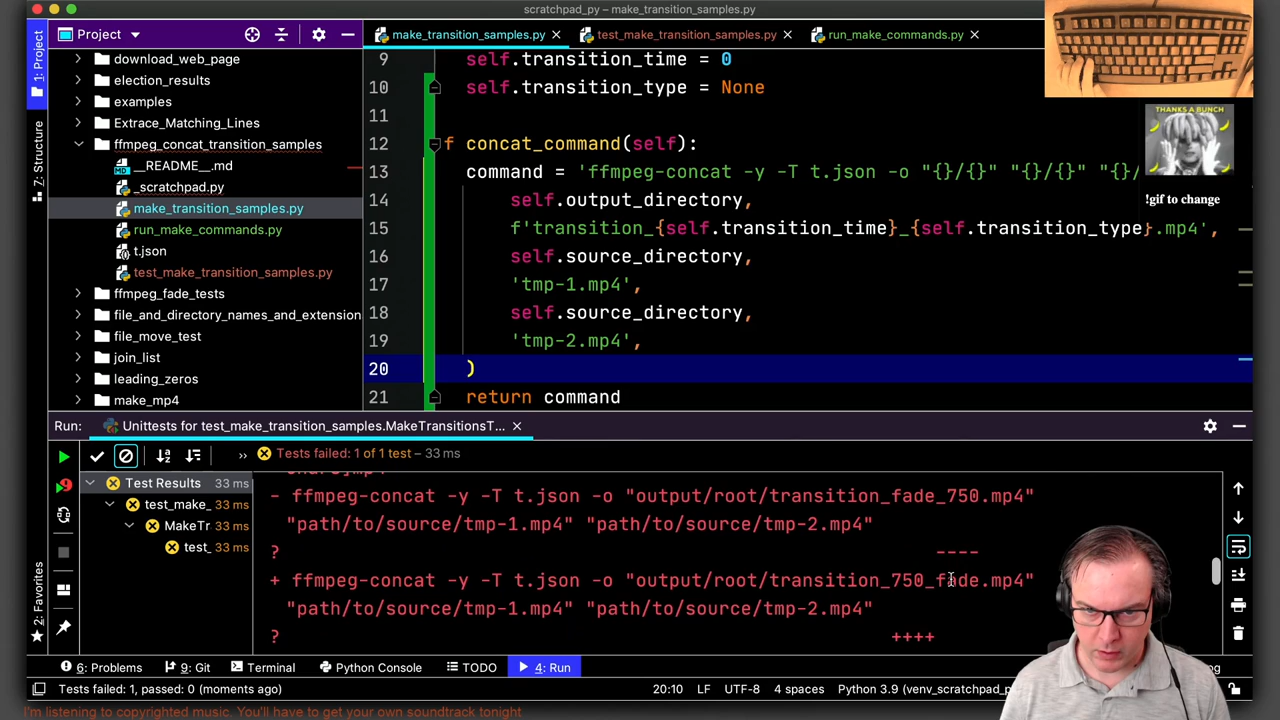 scratchpad_py – make_transition_samples.py
Project
make_transition_samples.py
test_make_transition_samples.py
run_make_commands.py
1: Project
7: Structure
2: Favorites
download_web_page
election_results
examples
Extrace_Matching_Lines
ffmpeg_concat_transition_samples
__README__.md
_scratchpad.py
make_transition_samples.py
run_make_commands.py
t.json
test_make_transition_samples.py
ffmpeg_fade_tests
file_and_directory_names_and_extension
file_move_test
join_list
leading_zeros
make_mp4
9 self.transition_time = 0
10 self.transition_type = None
11
12 f concat_command(self):
13 command = 'ffmpeg-concat -y -T t.json -o "{}/{}" "{}/{}" "{}/
14 self.output_directory,
15 f'transition_{self.transition_time}_{self.transition_type}.mp4',
16 self.source_directory,
17 'tmp-1.mp4',
18 self.source_directory,
19 'tmp-2.mp4',
20 )
21 return command
THANKS A BUNCH
!gif to change
Run:
Unittests for test_make_transition_samples.MakeTransitionsT...
Tests failed: 1 of 1 test – 33 ms
Test Results 33 ms
test_make_ 33 ms
MakeTr 33 ms
test_ 33 ms
- ffmpeg-concat -y -T t.json -o "output/root/transition_fade_750.mp4"
"path/to/source/tmp-1.mp4" "path/to/source/tmp-2.mp4"
? ----
+ ffmpeg-concat -y -T t.json -o "output/root/transition_750_fade.mp4"
"path/to/source/tmp-1.mp4" "path/to/source/tmp-2.mp4"
? ++++
6: Problems
9: Git
Terminal
Python Console
TODO
4: Run
Tests failed: 1, passed: 0 (moments ago)
20:10 LF UTF-8 4 spaces Python 3.9 (venv_scratchpad_p
I'm listening to copyrighted music. You'll have to get your own soundtrack tonight